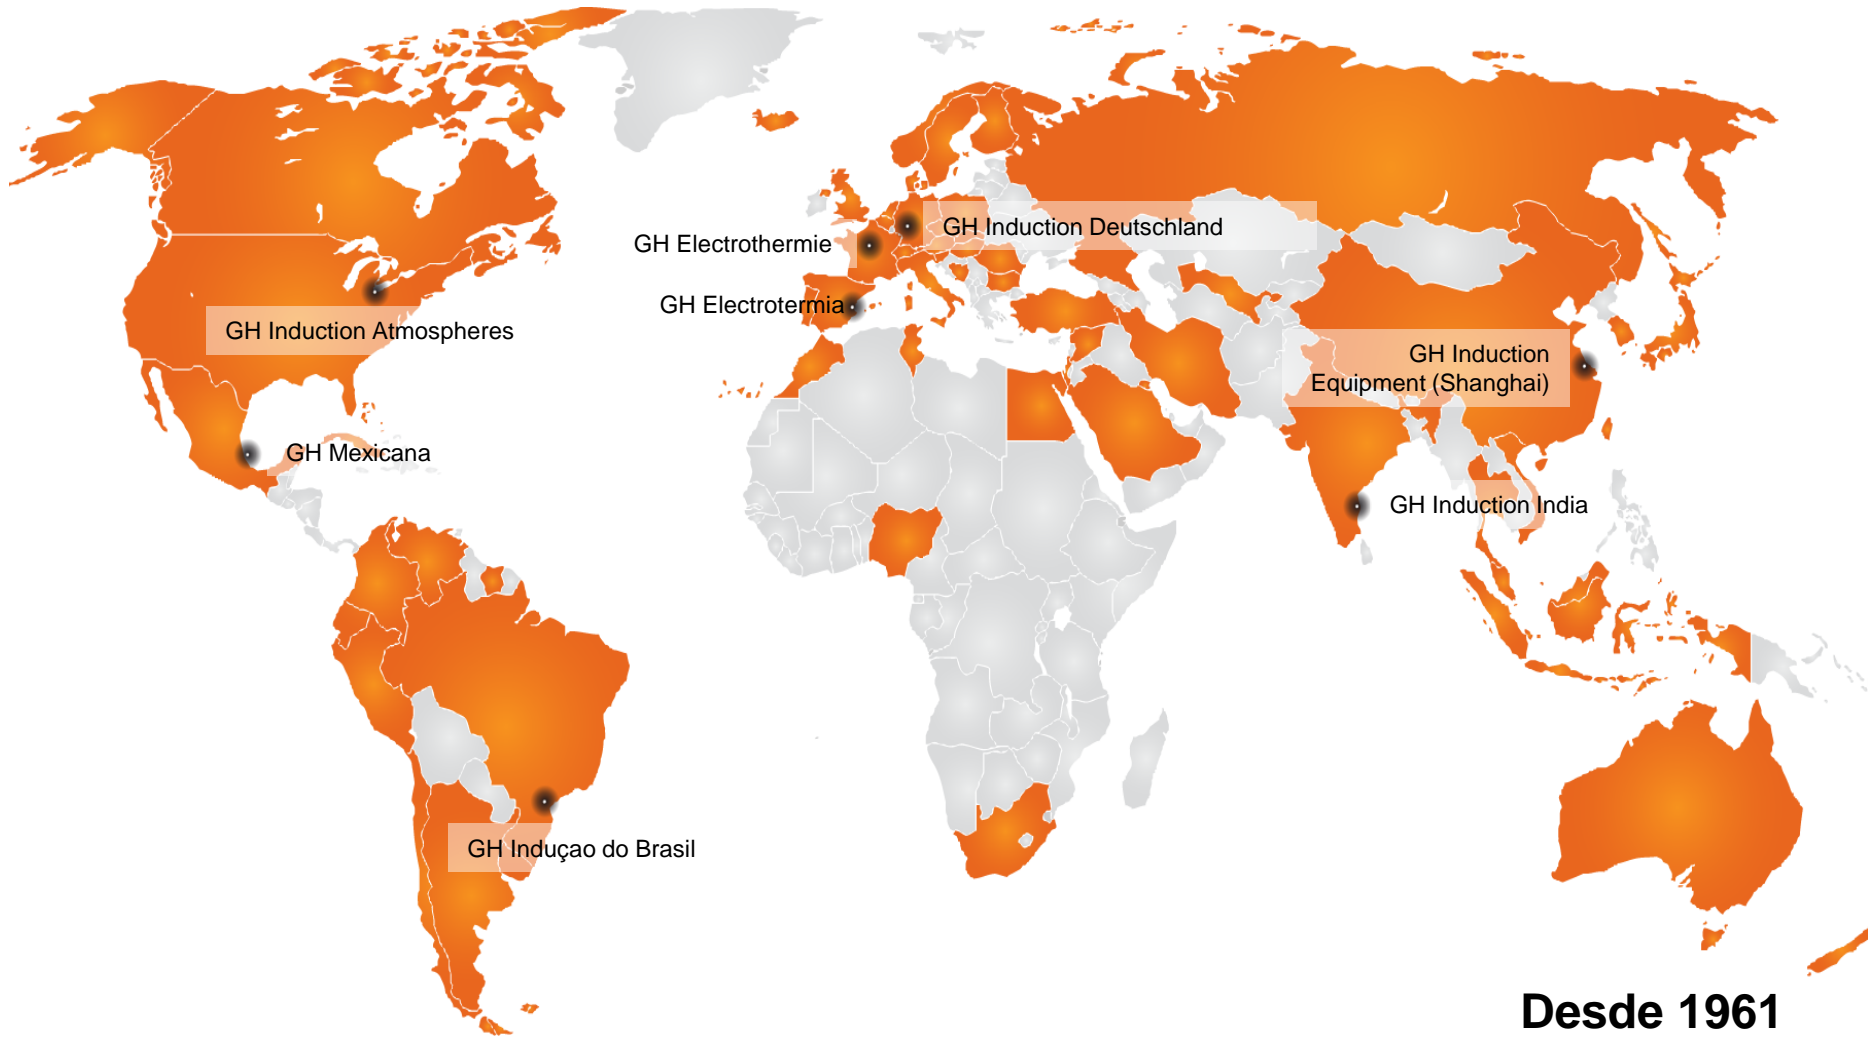 GH Induction Deutschland
GH Electrothermie
GH Electrotermia
GH Induction Atmospheres
GH Induction
Equipment (Shanghai)
GH Mexicana
GH Induction India
GH Induçao do Brasil
Desde 1961